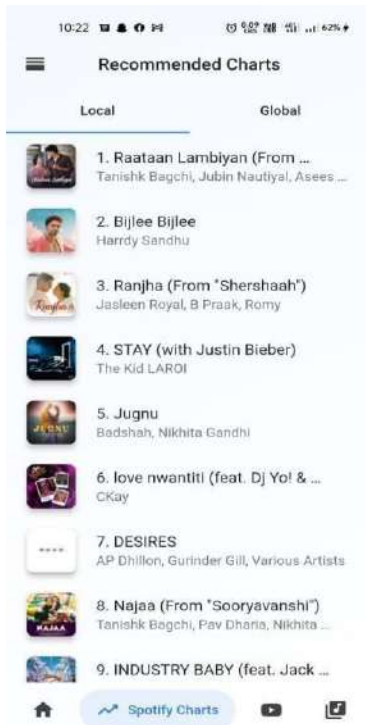 10:22 62%
Recommended Charts
Local Global
1. Raataan Lambiyan (From ...
Tanishk Bagchi, Jubin Nautiyal, Asees ...
2. Bijlee Bijlee
Harrdy Sandhu
3. Ranjha (From "Shershaah")
Jasleen Royal, B Praak, Romy
4. STAY (with Justin Bieber)
The Kid LAROI
JUGNU
5. Jugnu
Badshah, Nikhita Gandhi
6. love nwantiti (feat. Dj Yo! & ...
CKay
7. DESIRES
AP Dhillon, Gurinder Gill, Various Artists
8. Najaa (From "Sooryavanshi")
NAJAA
Tanishk Bagchi, Pav Dharia, Nikhita ...
9. INDUSTRY BABY (feat. Jack ...
Spotify Charts